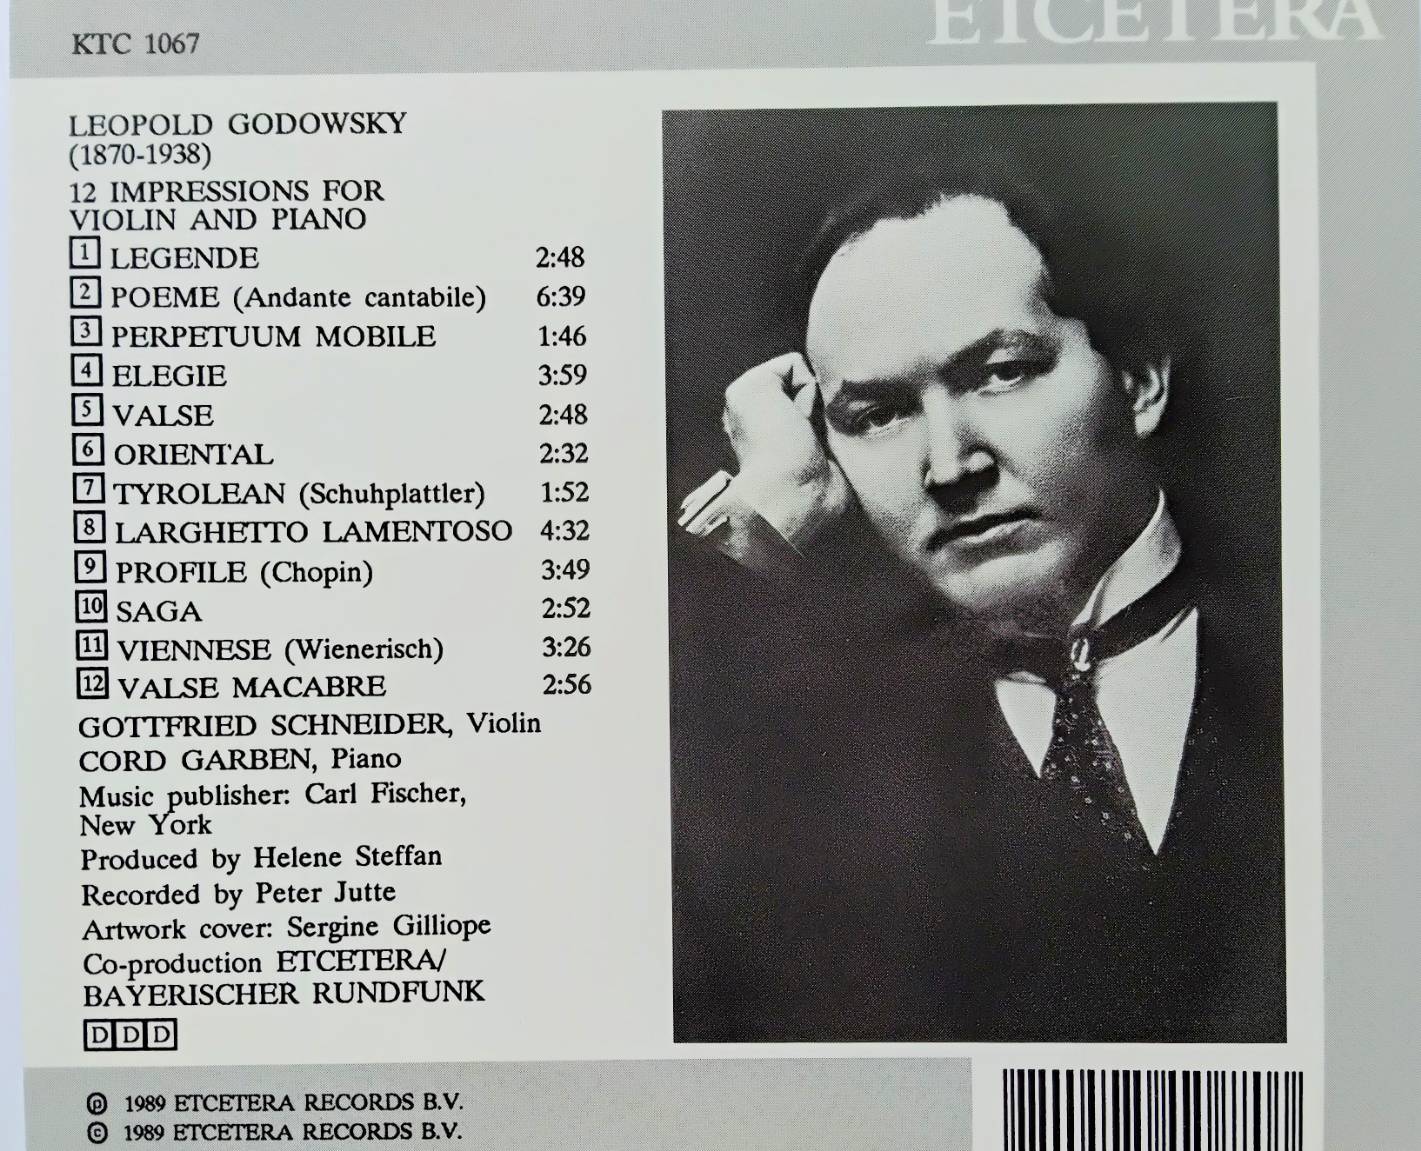 KTC 1067
ETCETERA
LEOPOLD GODOWSKY
(1870-1938)
12 IMPRESSIONS FOR
VIOLIN AND PIANO
1 LEGENDE 2:48
2 POEME (Andante cantabile) 6:39
3 PERPETUUM MOBILE 1:46
4 ELEGIE 3:59
5 VALSE 2:48
6 ORIENTAL 2:32
7 TYROLEAN (Schuhplattler) 1:52
8 LARGHETTO LAMENTOSO 4:32
9 PROFILE (Chopin) 3:49
10 SAGA 2:52
11 VIENNESE (Wienerisch) 3:26
12 VALSE MACABRE 2:56
GOTTFRIED SCHNEIDER, Violin
CORD GARBEN, Piano
Music publisher: Carl Fischer,
New York
Produced by Helene Steffan
Recorded by Peter Jutte
Artwork cover: Sergine Gilliope
Co-production ETCETERA/
BAYERISCHER RUNDFUNK
DDD
℗ 1989 ETCETERA RECORDS B.V.
© 1989 ETCETERA RECORDS B.V.